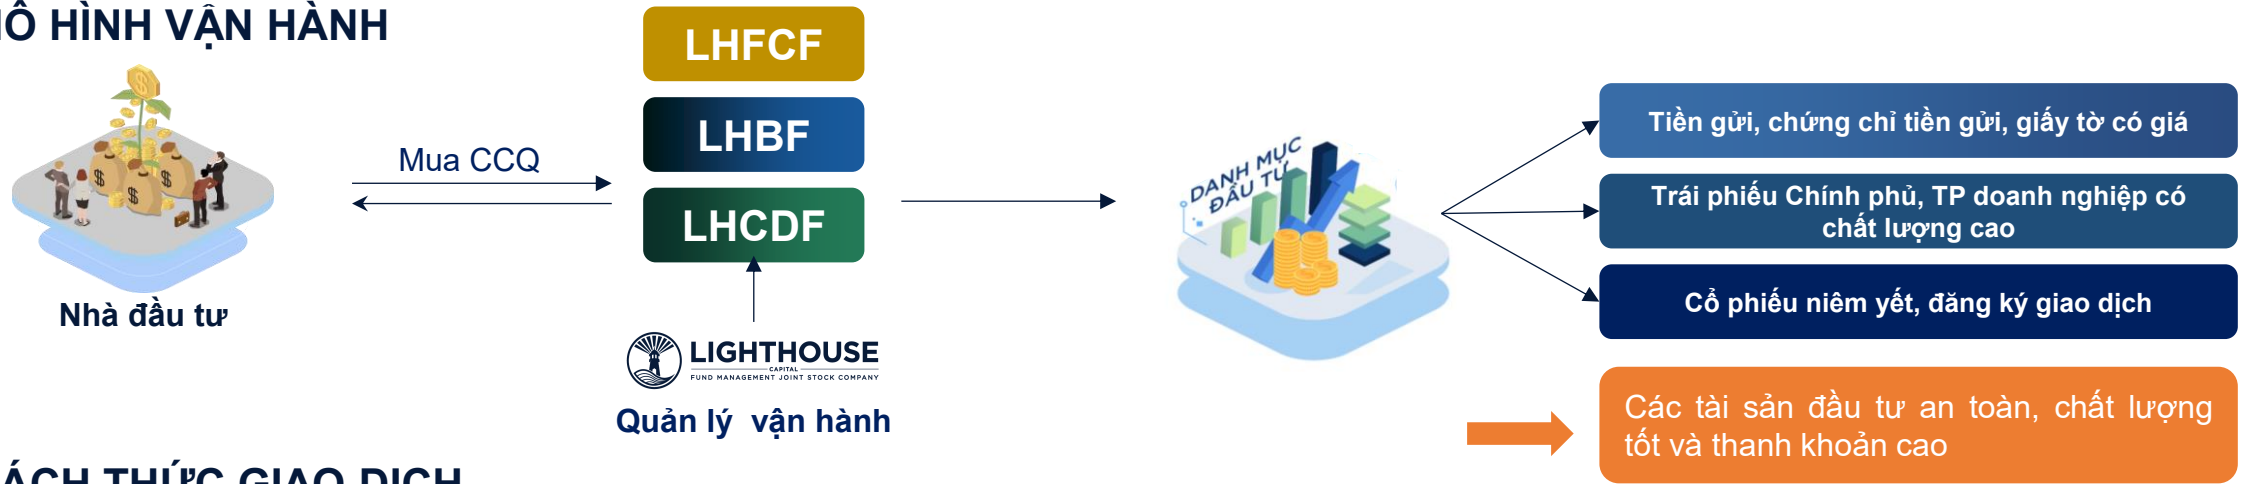 Ô HÌNH VẬN HÀNH
LHFCF
LHBF
LHCDF
Mua CCQ
Nhà đầu tư
LIGHTHOUSE
CAPITAL
FUND MANAGEMENT JOINT STOCK COMPANY
Quản lý vận hành
DANH MỤC
ĐẦU TƯ
Tiền gửi, chứng chỉ tiền gửi, giấy tờ có giá
Trái phiếu Chính phủ, TP doanh nghiệp có
chất lượng cao
Cổ phiếu niêm yết, đăng ký giao dịch
Các tài sản đầu tư an toàn, chất lượng
tốt và thanh khoản cao
ÁCH THỨC GIAO DỊCH